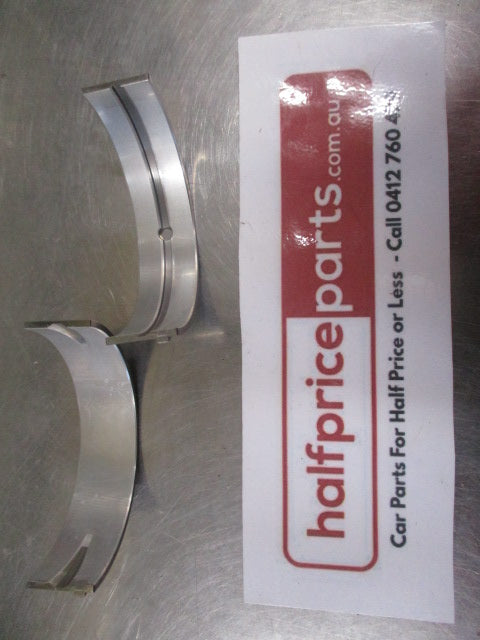 halfpriceparts.com.au
Car Parts For Half Price or Less - Call 0412 760